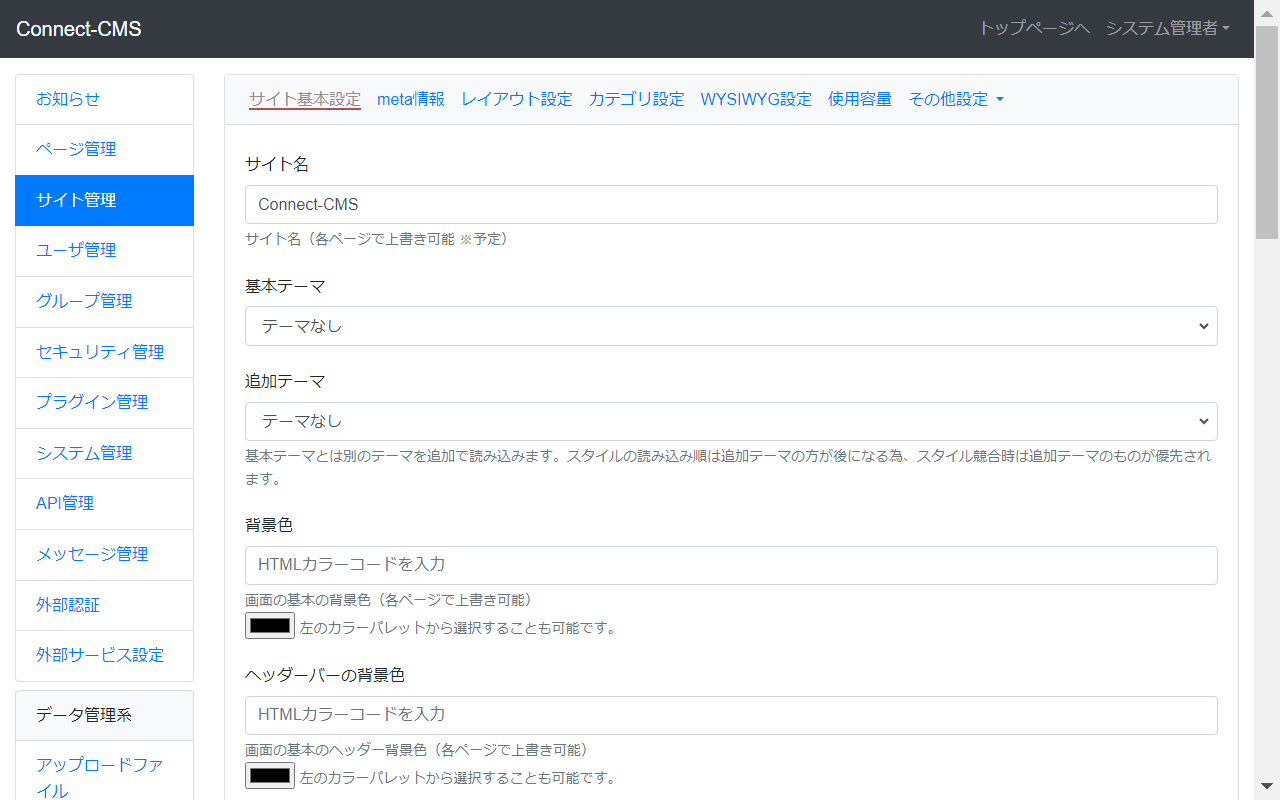 Connect-CMS
トップページへ システム管理者
お知らせ
ページ管理
サイト管理
ユーザ管理
グループ管理
セキュリティ管理
プラグイン管理
システム管理
API管理
メッセージ管理
外部認証
外部サービス設定
データ管理系
アップロードファ
イル
サイト基本設定 meta情報 レイアウト設定 カテゴリ設定 WYSIWYG設定 使用容量 その他設定
サイト名
Connect-CMS
サイト名（各ページで上書き可能 ※予定）
基本テーマ
テーマなし
追加テーマ
テーマなし
基本テーマとは別のテーマを追加で読み込みます。スタイルの読み込み順は追加テーマの方が後になる為、スタイル競合時は追加テーマのものが優先され
ます。
背景色
HTMLカラーコードを入力
画面の基本の背景色（各ページで上書き可能）
左のカラーパレットから選択することも可能です。
ヘッダーバーの背景色
HTMLカラーコードを入力
画面の基本のヘッダー背景色（各ページで上書き可能）
左のカラーパレットから選択することも可能です。